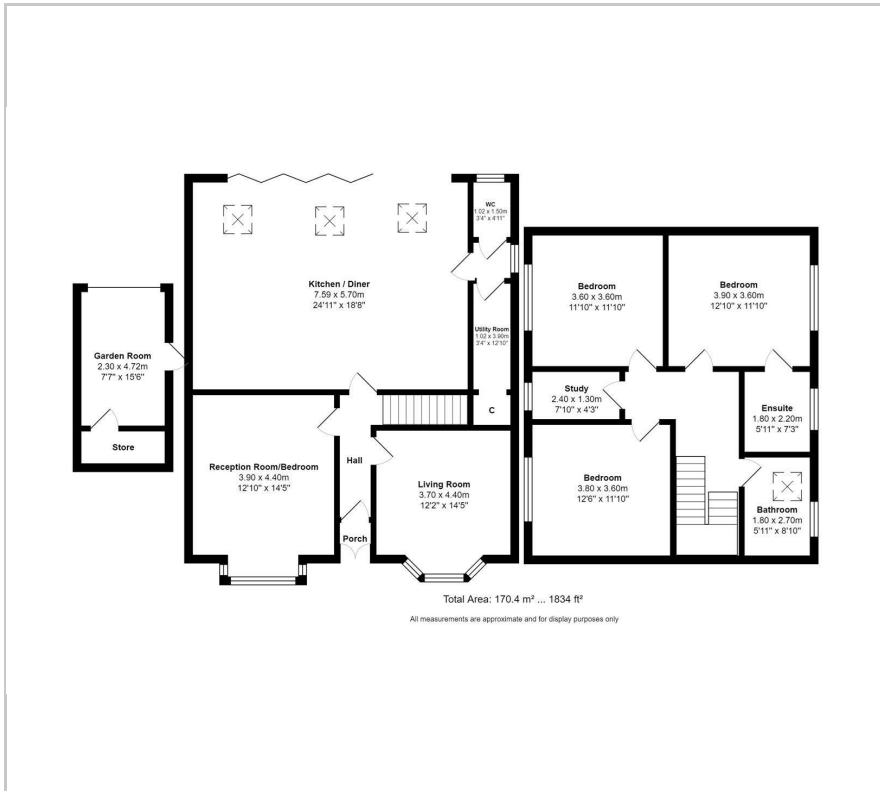 WC
1.02 x 1.50m
3'4" x 4'11"
Kitchen / Diner
7.59 x 5.70m
24'11" x 18'8"
Utility Room
1.02 x 3.90m
3'4" x 12'10"
C
Garden Room
2.30 x 4.72m
7'7" x 15'6"
Store
Reception Room/Bedroom
3.90 x 4.40m
12'10" x 14'5"
Hall
Living Room
3.70 x 4.40m
12'2" x 14'5"
Porch
Bedroom
3.60 x 3.60m
11'10" x 11'10"
Bedroom
3.90 x 3.60m
12'10" x 11'10"
Study
2.40 x 1.30m
7'10" x 4'3"
Ensuite
1.80 x 2.20m
5'11" x 7'3"
Bedroom
3.80 x 3.60m
12'6" x 11'10"
Bathroom
1.80 x 2.70m
5'11" x 8'10"
Total Area: 170.4 m² ... 1834 ft²
All measurements are approximate and for display purposes only